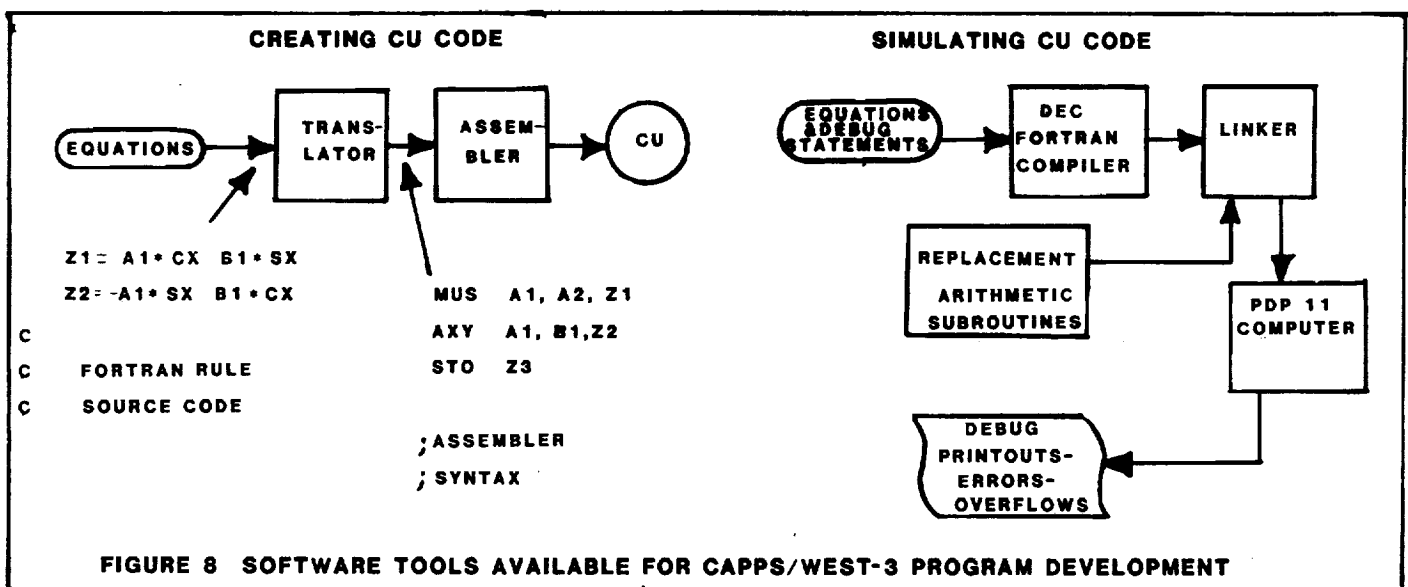 CREATING CU CODE
EQUATIONS
TRANS-
LATOR
ASSEM-
BLER
CU
Z1= A1* CX B1* SX
Z2=-A1* SX B1*CX
C
C FORTRAN RULE
C SOURCE CODE
MUS A1, A2, Z1
AXY A1, B1,Z2
STO Z3
;ASSEMBLER
;SYNTAX
SIMULATING CU CODE
EQUATIONS
&DEBUG
STATEMENTS
DEC
FORTRAN
COMPILER
LINKER
REPLACEMENT
ARITHMETIC
SUBROUTINES
PDP 11
COMPUTER
DEBUG
PRINTOUTS-
ERRORS-
OVERFLOWS
FIGURE 8 SOFTWARE TOOLS AVAILABLE FOR CAPPS/WEST-3 PROGRAM DEVELOPMENT